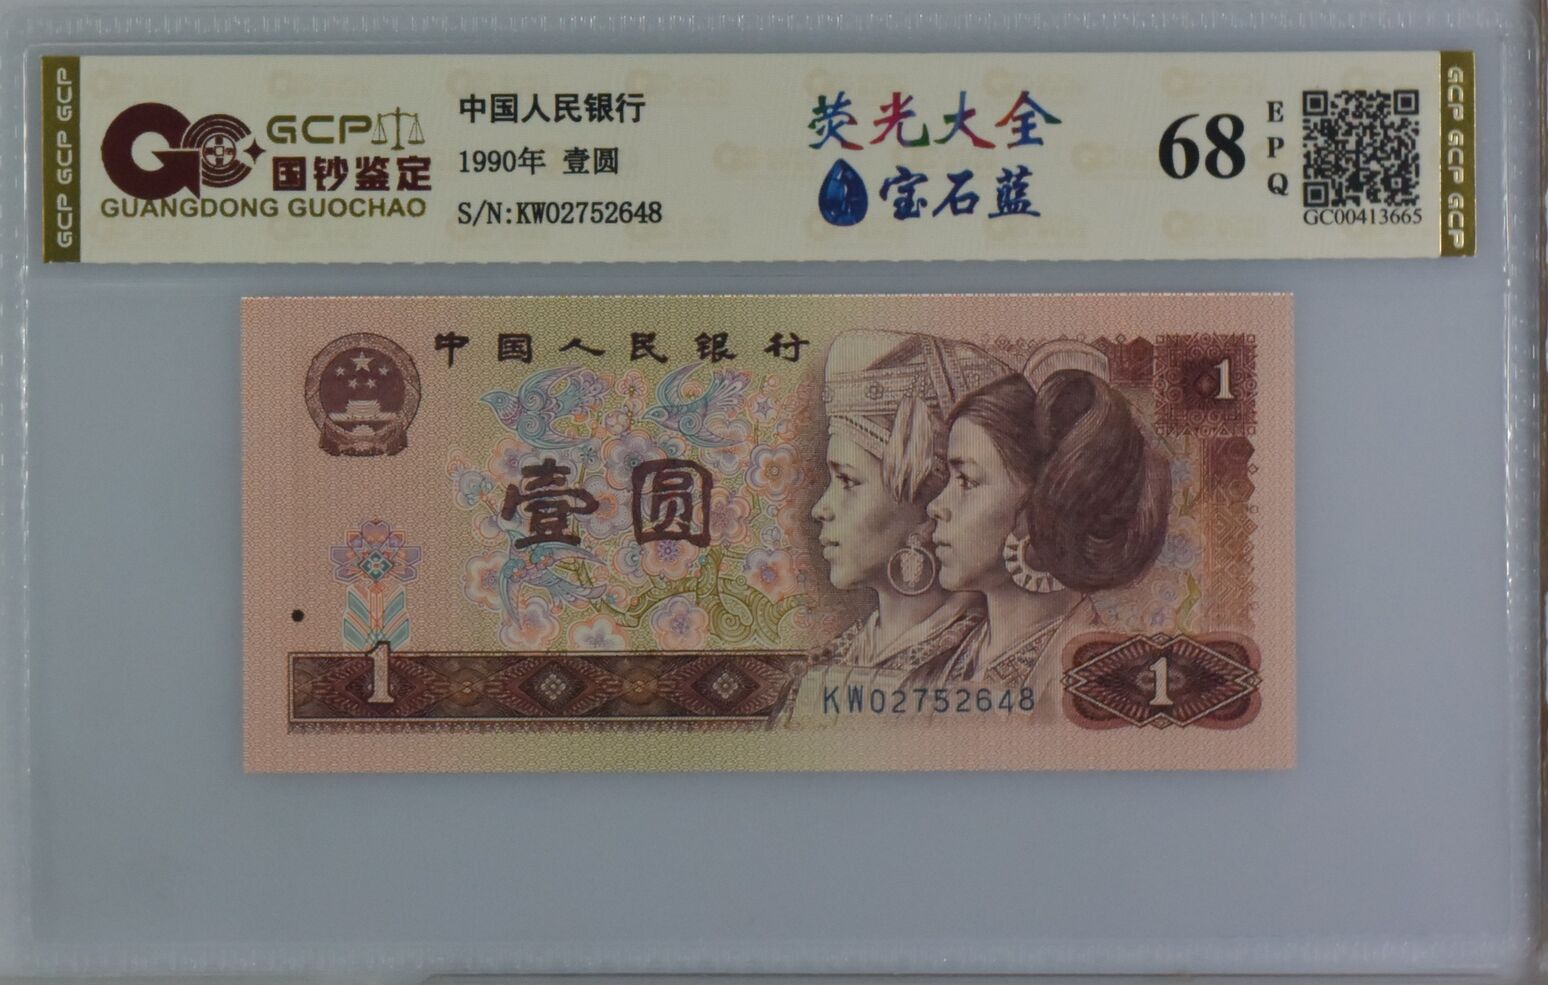 GCP GCP GCP
GCP
国钞鉴定
GUANGDONG GUOCHAO
中国人民银行
1990年 壹圆
S/N:KW02752648
荧光大全
宝石蓝
68
EPQ
GC00413665
GCP GCP GCP
中国人民银行
1
壹圆
1
KW02752648
1